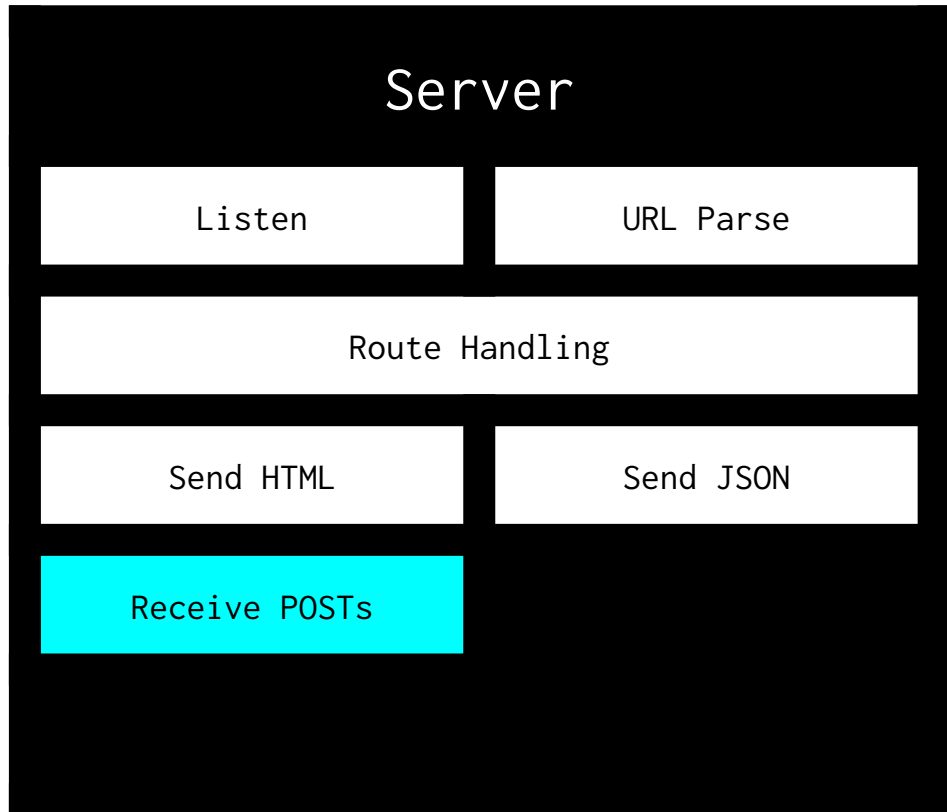 Server
Listen
URL Parse
Route Handling
Send HTML
Send JSON
Receive POSTs